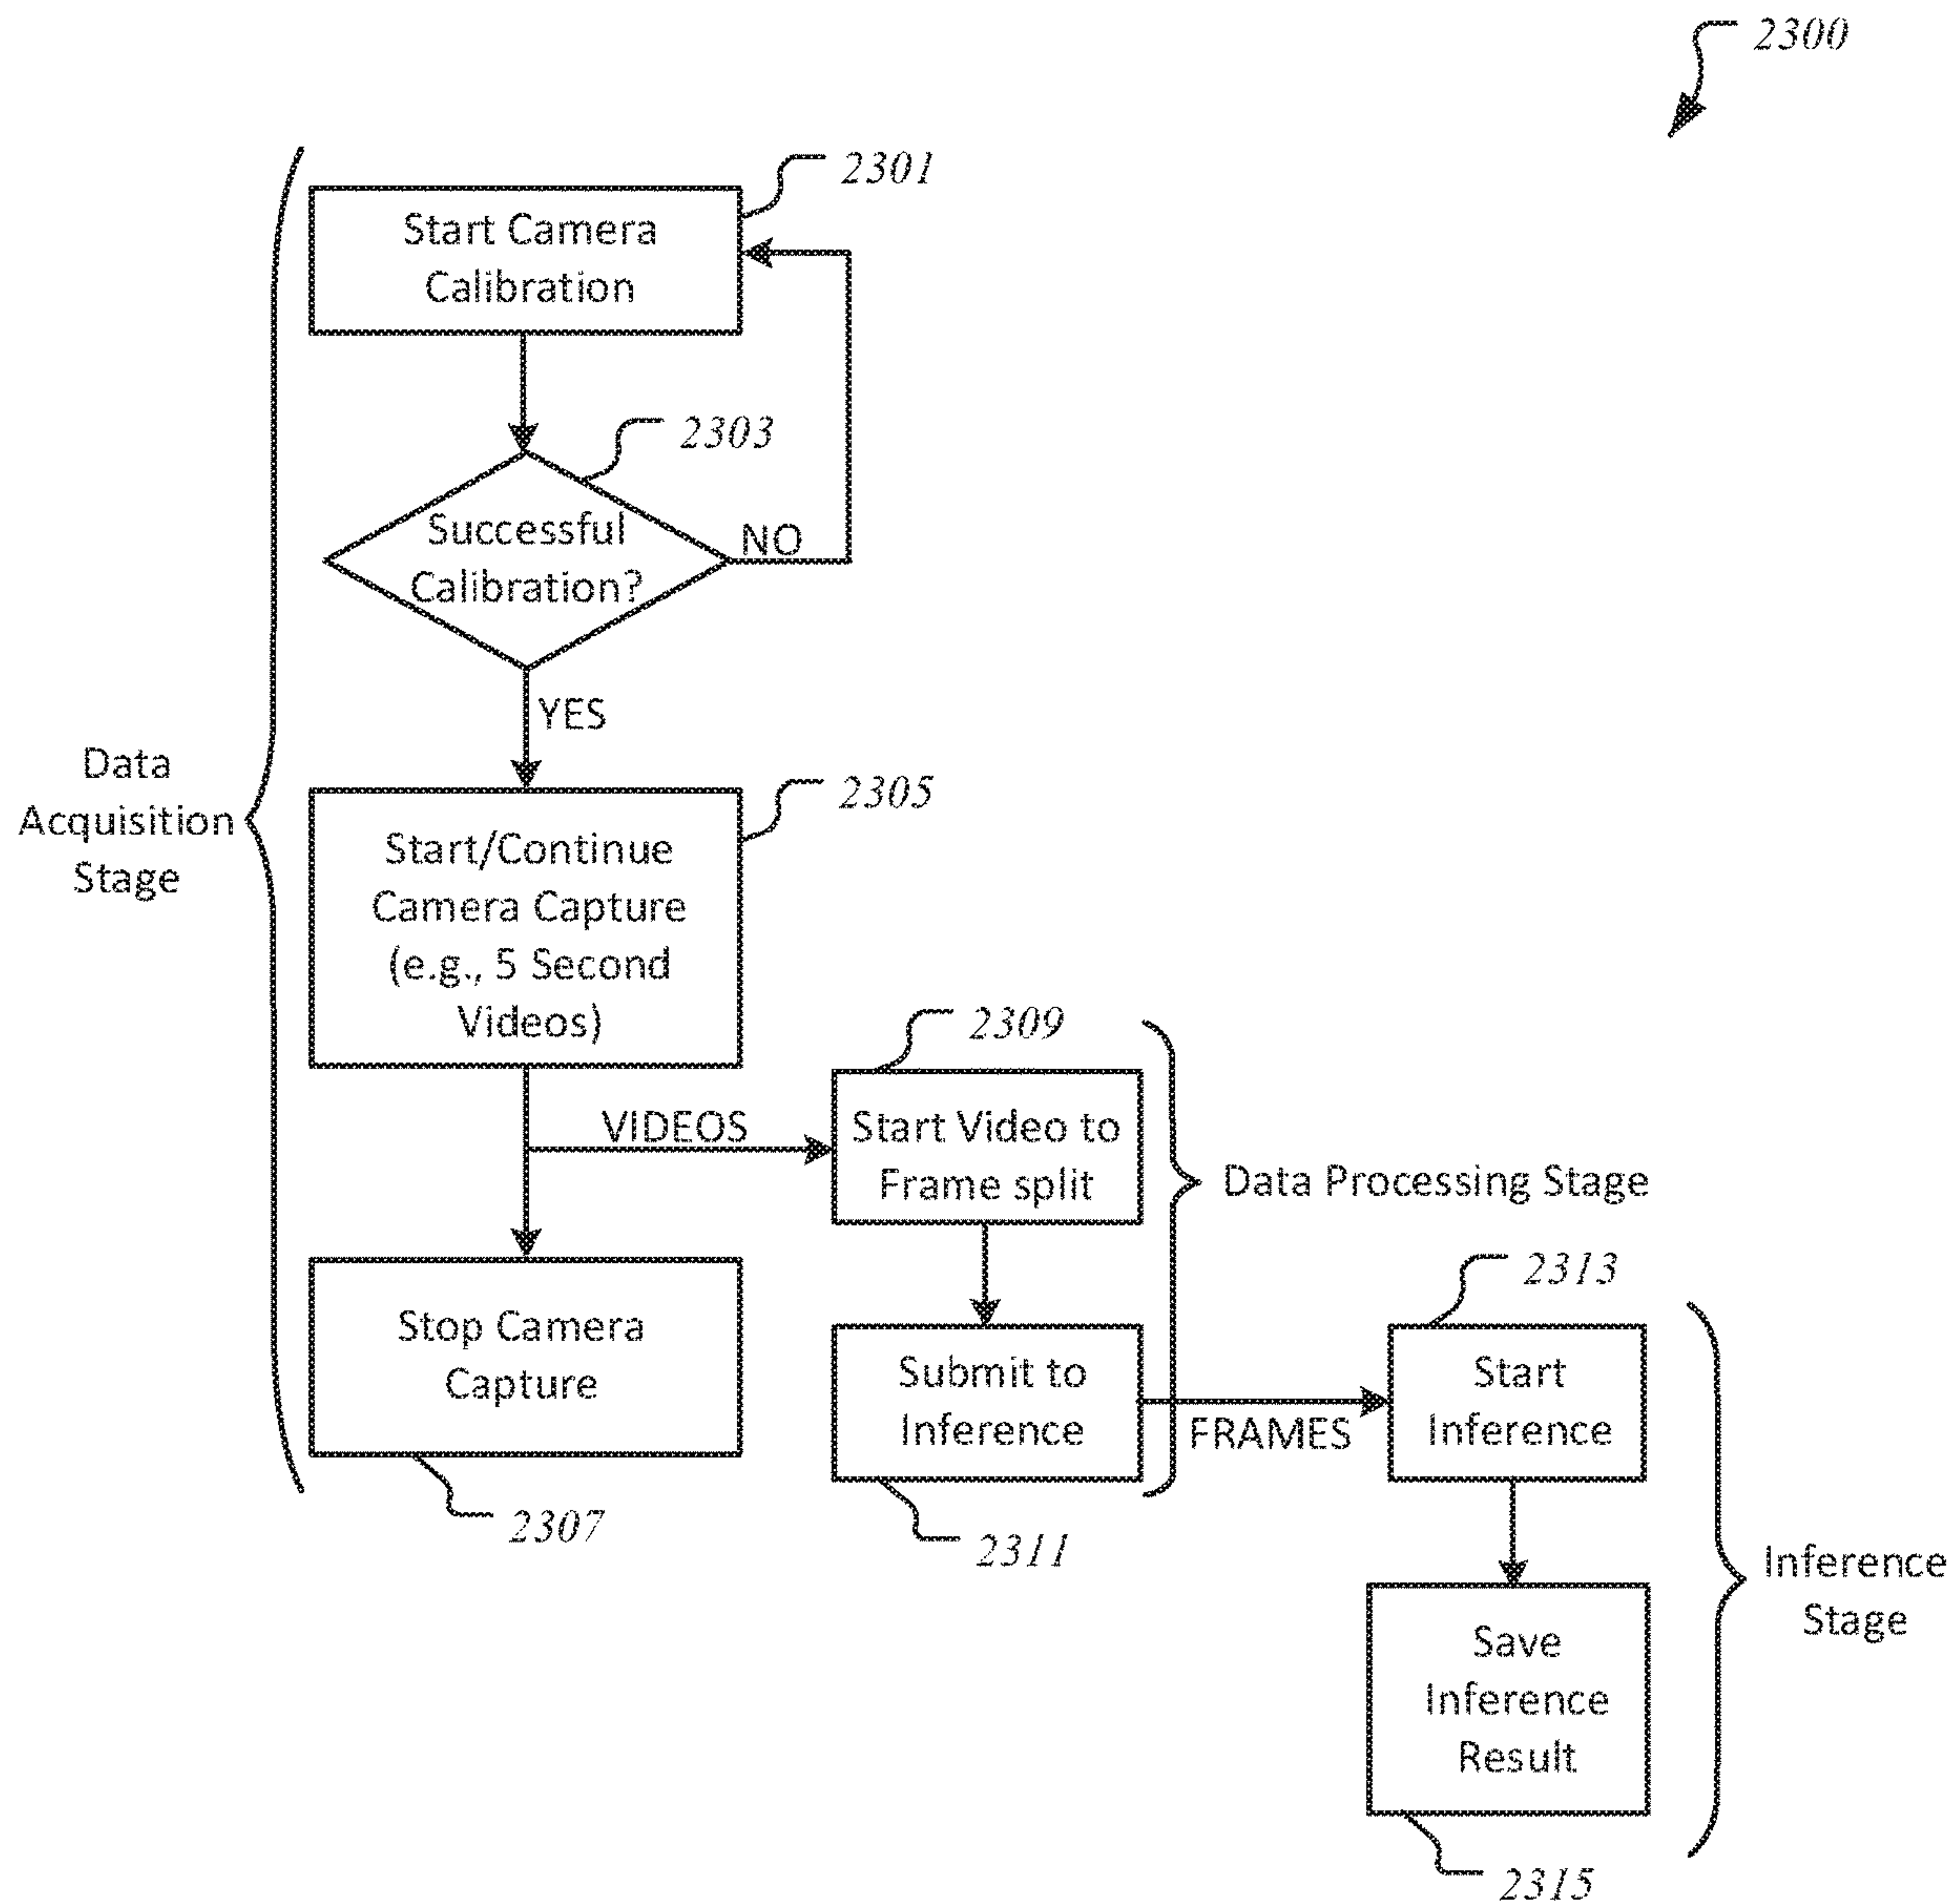 2300
2301
Start Camera
Calibration
2303
Successful
Calibration?
NO
YES
Data
Acquisition
Stage
2305
Start/Continue
Camera Capture
(e.g., 5 Second
Videos)
2309
VIDEOS
Start Video to
Frame split
Data Processing Stage
Stop Camera
Capture
2307
Submit to
Inference
2311
FRAMES
2313
Start
Inference
Inference
Stage
Save
Inference
Result
2315